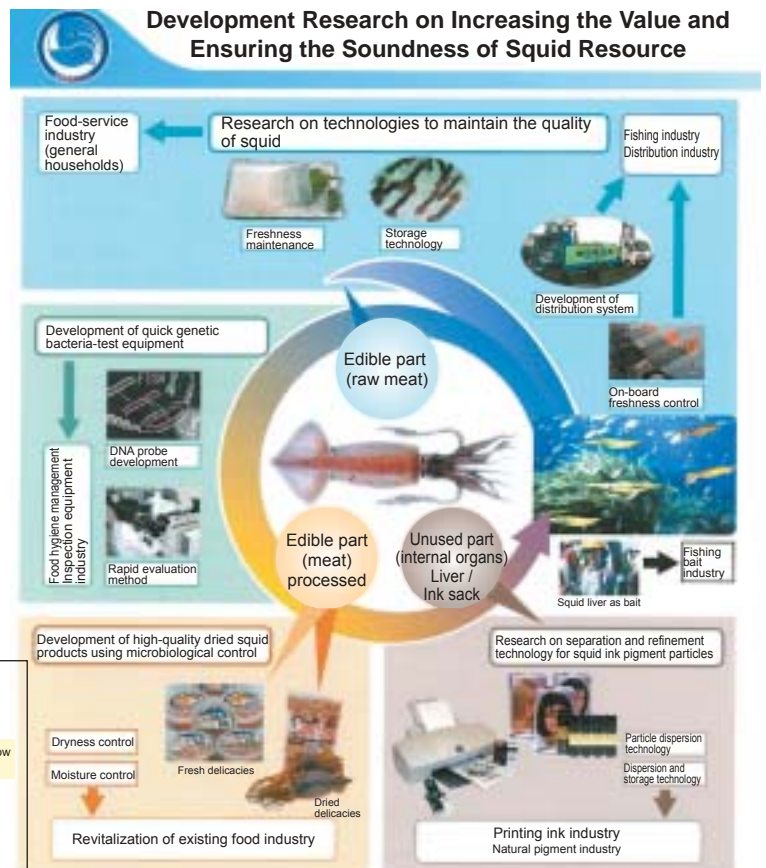 Development Research on Increasing the Value and
Ensuring the Soundness of Squid Resource
Food-service
industry
(general
households)
Research on technologies to maintain the quality
of squid
Fishing industry
Distribution industry
Freshness
maintenance
Storage
technology
Development of
distribution system
On-board
freshness control
Development of quick genetic
bacteria-test equipment
Edible part
(raw meat)
DNA probe
development
Food hygiene management
Inspection equipment
industry
Rapid evaluation
method
Edible part
(meat)
processed
Unused part
(internal organs)
Liver /
Ink sack
Squid liver as bait
Fishing
bait
industry
Development of high-quality dried squid
products using microbiological control
Research on separation and refinement
technology for squid ink pigment particles
ow
Dryness control
Moisture control
Fresh delicacies
Dried
delicacies
Particle dispersion
technology
Dispersion and
storage technology
Revitalization of existing food industry
Printing ink industry
Natural pigment industry